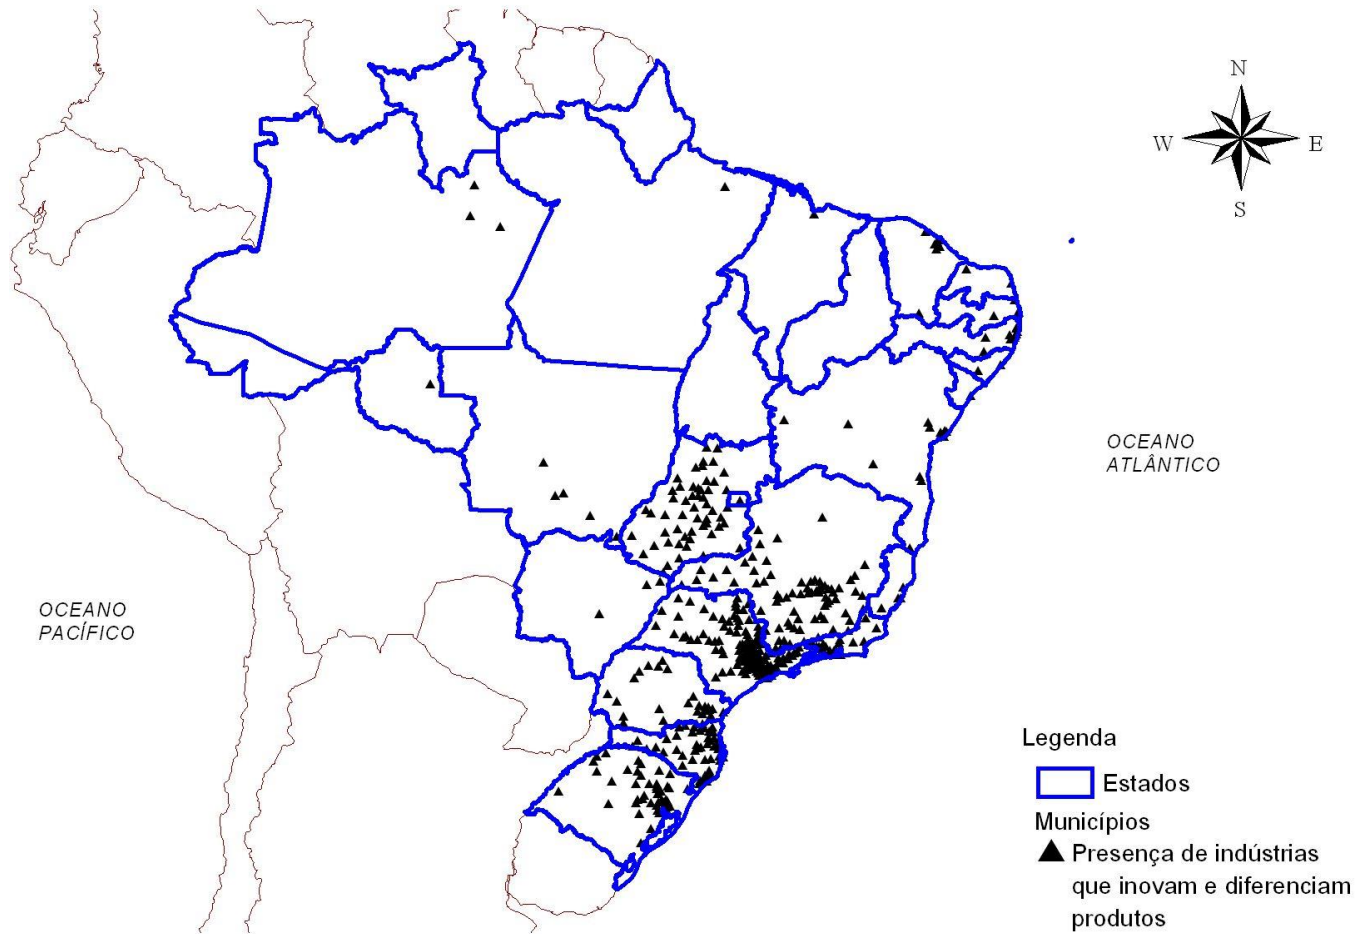 N
W
E
S
OCEANO
ATLÂNTICO
OCEANO
PACÍFICO
Legenda
Estados
Municípios
Presença de indústrias
que inovam e diferenciam
produtos